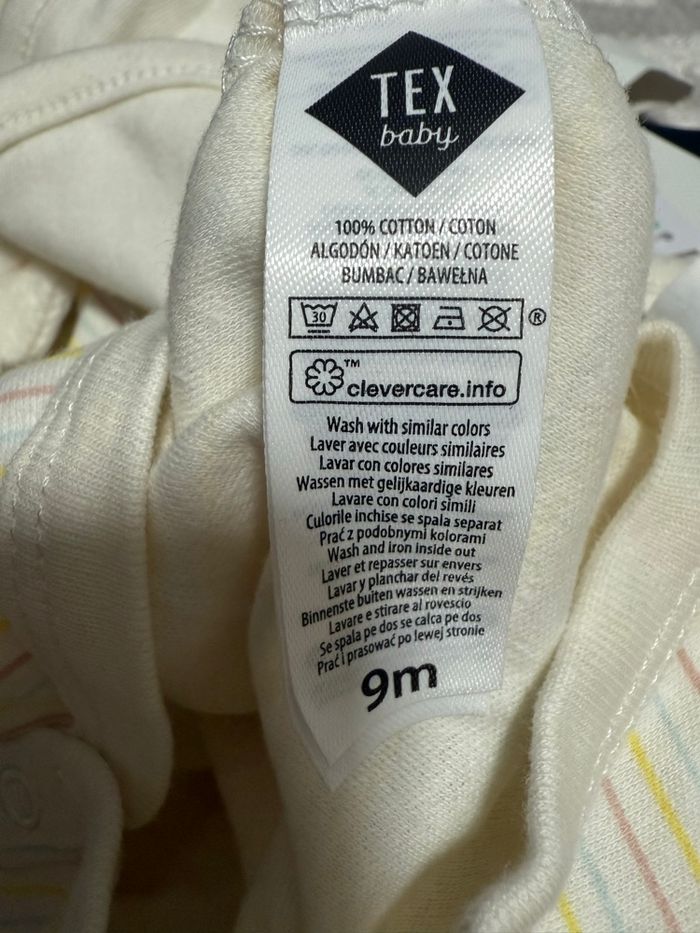 TEX
baby
100% COTTON / COTON
ALGODÓN / KATOEN / COTONE
BUMBAC / BAWEŁNA
30
®
™
clevercare.info
Wash with similar colors
Laver avec couleurs similaires
Lavar con colores similares
Wassen met gelijkaardige kleuren
Lavare con colori simili
Culorile inchise se spala separat
Prać z podobnymi kolorami
Wash and iron inside out
Laver et repasser sur envers
Lavar y planchar del revés
Binnenste buiten wassen en strijken
Lavare e stirare al rovescio
Se spala pe dos se calca pe dos
Prać i prasować po lewej stronie
9m